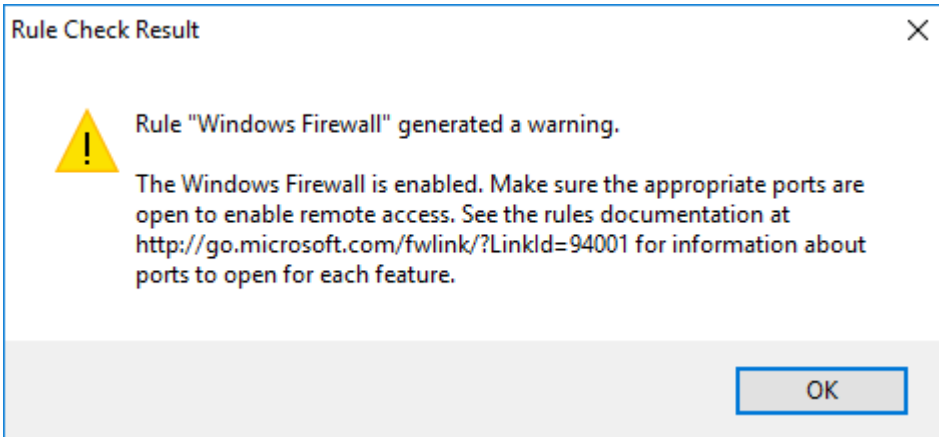 Rule Check Result
Rule "Windows Firewall" generated a warning.
The Windows Firewall is enabled. Make sure the appropriate ports are
open to enable remote access. See the rules documentation at
http://go.microsoft.com/fwlink/?LinkId=94001 for information about
ports to open for each feature.
OK